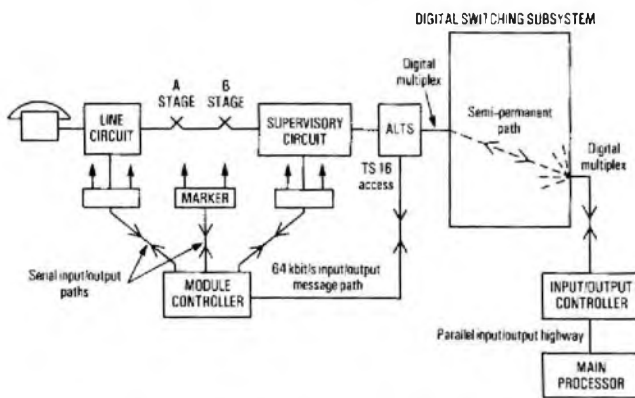 DIGITAL SWITCHING SUBSYSTEM
A
STAGE
B
STAGE
Digital
multiplex
LINE
CIRCUIT
SUPERVISORY
CIRCUIT
ALTS
Semi-permanent
path
Digital
multiplex
TS 16
access
MARKER
Serial input/output
paths
64 kbit/s input/output
message path
MODULE
CONTROLLER
INPUT/OUTPUT
CONTROLLER
Parallel input/output highway
MAIN
PROCESSOR